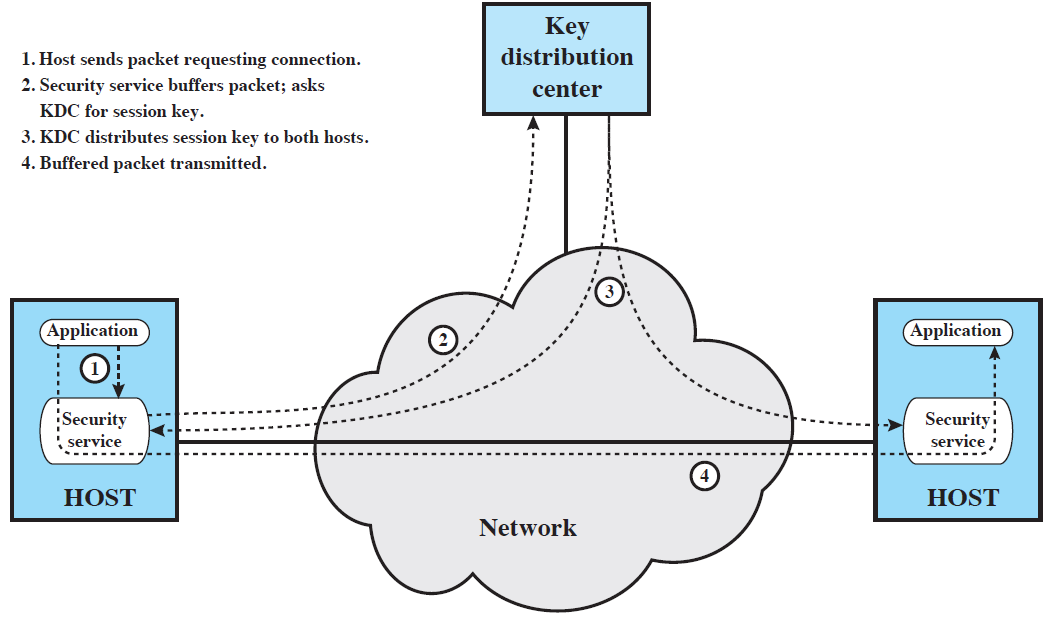 Key
distribution
center
1. Host sends packet requesting connection.
2. Security service buffers packet; asks
KDC for session key.
3. KDC distributes session key to both hosts.
4. Buffered packet transmitted.
3
2
Application
1
Security
service
HOST
Application
Security
service
HOST
4
Network